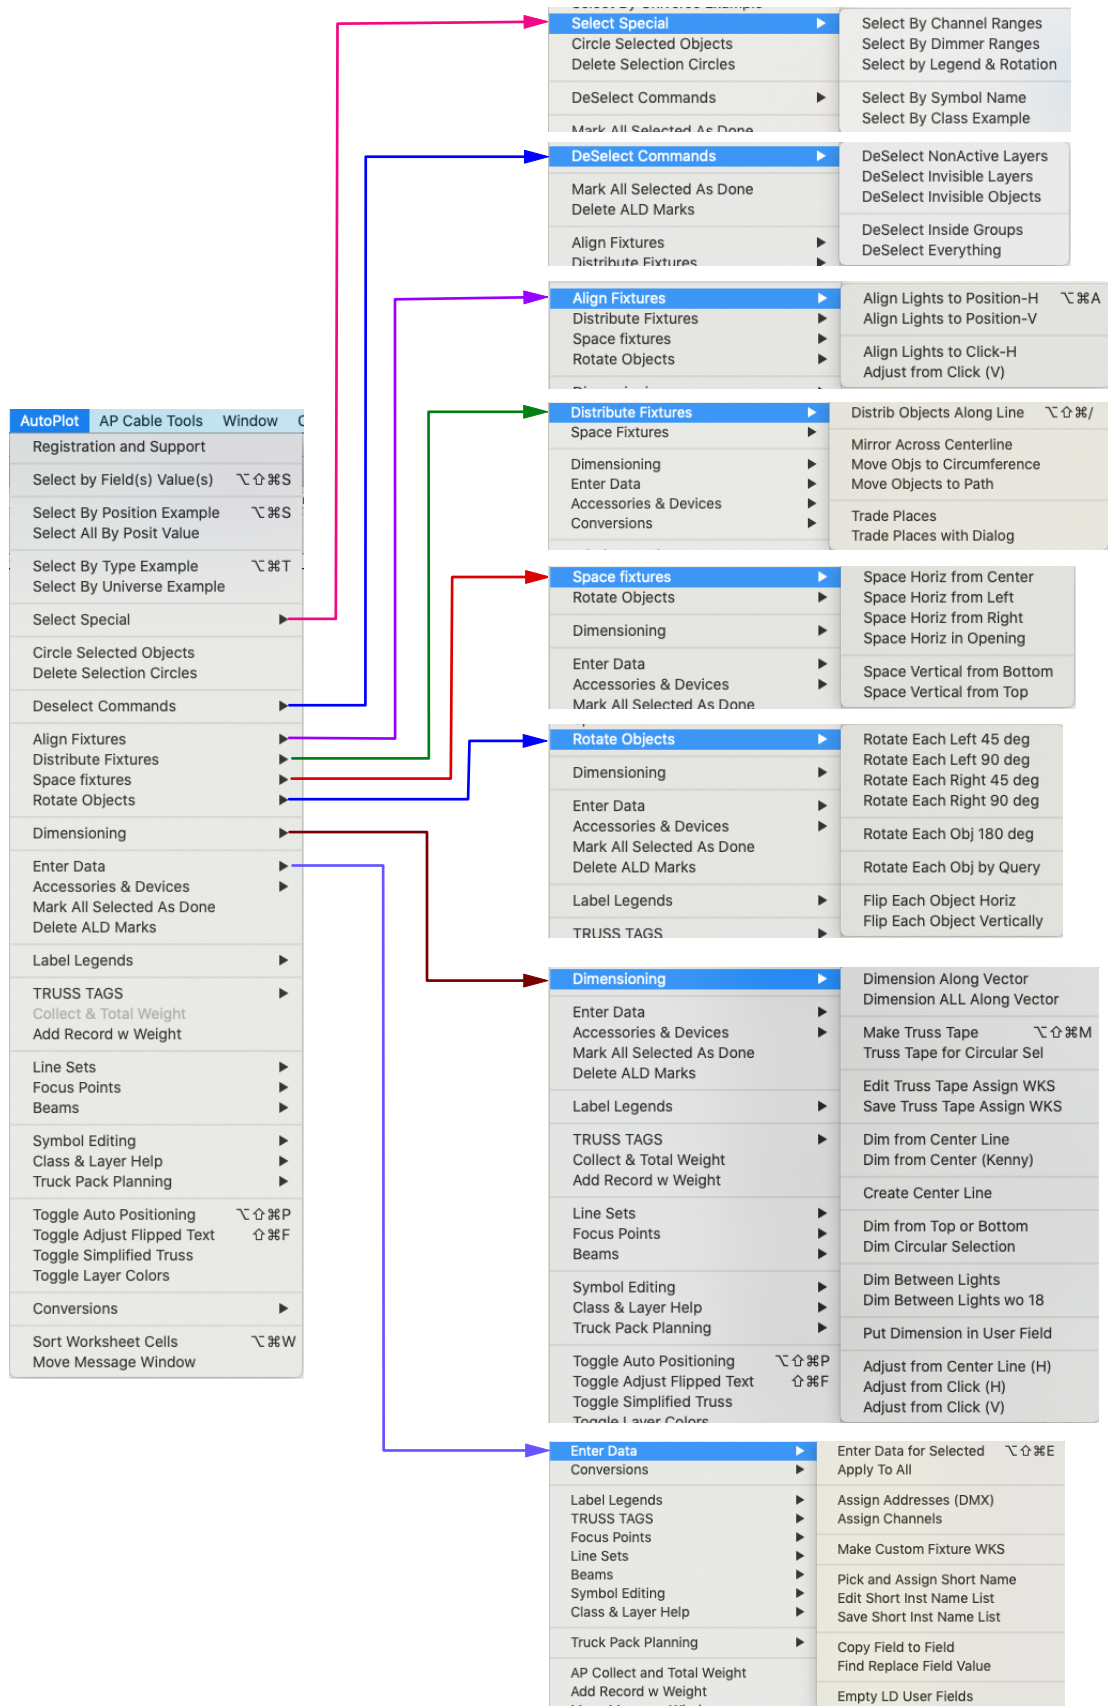 AutoPlot AP Cable Tools Window
Registration and Support
Select by Field(s) Value(s) ⌥⇧⌘S
Select By Position Example ⌥⌘S
Select All By Posit Value
Select By Type Example ⌥⌘T
Select By Universe Example
Select Special ▶
Circle Selected Objects
Delete Selection Circles
Deselect Commands ▶
Align Fixtures ▶
Distribute Fixtures ▶
Space fixtures ▶
Rotate Objects ▶
Dimensioning ▶
Enter Data ▶
Accessories & Devices ▶
Mark All Selected As Done
Delete ALD Marks
Label Legends ▶
TRUSS TAGS ▶
Collect & Total Weight
Add Record w Weight
Line Sets ▶
Focus Points ▶
Beams ▶
Symbol Editing ▶
Class & Layer Help ▶
Truck Pack Planning ▶
Toggle Auto Positioning ⌥⇧⌘P
Toggle Adjust Flipped Text ⇧⌘F
Toggle Simplified Truss
Toggle Layer Colors
Conversions ▶
Sort Worksheet Cells ⌥⌘W
Move Message Window
Select By Universe Example
Select Special ▶
Circle Selected Objects
Delete Selection Circles
DeSelect Commands ▶
Mark All Selected As Done
Select By Channel Ranges
Select By Dimmer Ranges
Select by Legend & Rotation
Select By Symbol Name
Select By Class Example
DeSelect Commands ▶
Mark All Selected As Done
Delete ALD Marks
Align Fixtures ▶
Distribute Fixtures ▶
DeSelect NonActive Layers
DeSelect Invisible Layers
DeSelect Invisible Objects
DeSelect Inside Groups
DeSelect Everything
Align Fixtures ▶
Distribute Fixtures ▶
Space fixtures ▶
Rotate Objects ▶
Align Lights to Position-H ⌥⌘A
Align Lights to Position-V
Align Lights to Click-H
Adjust from Click (V)
Distribute Fixtures ▶
Space Fixtures ▶
Dimensioning ▶
Enter Data ▶
Accessories & Devices ▶
Conversions ▶
Distrib Objects Along Line ⌥⇧⌘/
Mirror Across Centerline
Move Objs to Circumference
Move Objects to Path
Trade Places
Trade Places with Dialog
Space fixtures ▶
Rotate Objects ▶
Dimensioning ▶
Enter Data ▶
Accessories & Devices ▶
Mark All Selected As Done
Space Horiz from Center
Space Horiz from Left
Space Horiz from Right
Space Horiz in Opening
Space Vertical from Bottom
Space Vertical from Top
Rotate Objects ▶
Dimensioning ▶
Enter Data ▶
Accessories & Devices ▶
Mark All Selected As Done
Delete ALD Marks
Label Legends ▶
TRUSS TAGS ▶
Rotate Each Left 45 deg
Rotate Each Left 90 deg
Rotate Each Right 45 deg
Rotate Each Right 90 deg
Rotate Each Obj 180 deg
Rotate Each Obj by Query
Flip Each Object Horiz
Flip Each Object Vertically
Dimensioning ▶
Enter Data ▶
Accessories & Devices ▶
Mark All Selected As Done
Delete ALD Marks
Label Legends ▶
TRUSS TAGS ▶
Collect & Total Weight
Add Record w Weight
Line Sets ▶
Focus Points ▶
Beams ▶
Symbol Editing ▶
Class & Layer Help ▶
Truck Pack Planning ▶
Toggle Auto Positioning ⌥⇧⌘P
Toggle Adjust Flipped Text ⇧⌘F
Toggle Simplified Truss
Toggle Layer Colors
Dimension Along Vector
Dimension ALL Along Vector
Make Truss Tape ⌥⇧⌘M
Truss Tape for Circular Sel
Edit Truss Tape Assign WKS
Save Truss Tape Assign WKS
Dim from Center Line
Dim from Center (Kenny)
Create Center Line
Dim from Top or Bottom
Dim Circular Selection
Dim Between Lights
Dim Between Lights wo 18
Put Dimension in User Field
Adjust from Center Line (H)
Adjust from Click (H)
Adjust from Click (V)
Enter Data ▶
Conversions ▶
Label Legends ▶
TRUSS TAGS ▶
Focus Points ▶
Line Sets ▶
Beams ▶
Symbol Editing ▶
Class & Layer Help ▶
Truck Pack Planning ▶
AP Collect and Total Weight
Add Record w Weight
Enter Data for Selected ⌥⇧⌘E
Apply To All
Assign Addresses (DMX)
Assign Channels
Make Custom Fixture WKS
Pick and Assign Short Name
Edit Short Inst Name List
Save Short Inst Name List
Copy Field to Field
Find Replace Field Value
Empty LD User Fields